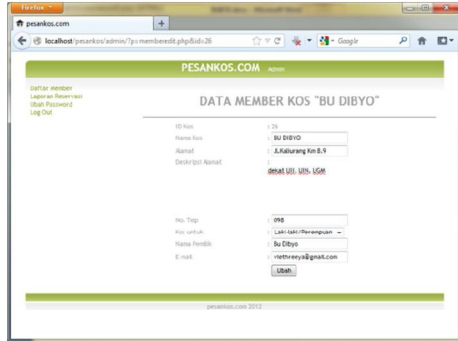 Firefox
pesankos.com
localhost/pesankos/admin/?p=memberedit.php&id=26
Google
PESANKOS.COM Admin
Daftar Member
Laporan Reservasi
Ubah Password
Log Out
DATA MEMBER KOS "BU DIBYO"
ID Kos : 26
Nama Kos : BU DIBYO
Alamat : Jl.Kaliurang Km 8,9
Deskripsi Alamat :
dekat UII, UIN, UGM
No. Telp : 098
Kos untuk : Laki-laki/Perempuan
Nama Pemilik : Bu Dibyo
E-mail :
Ubah
pesankos.com 2012